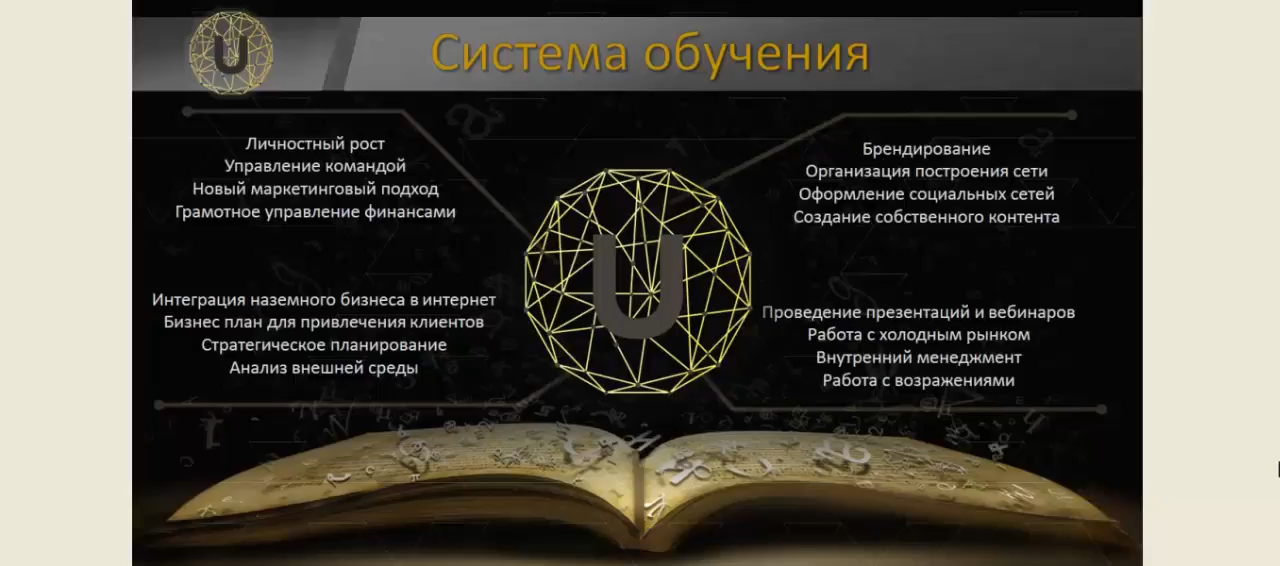 U
Система обучения
Личностный рост
Управление командой
Новый маркетинговый подход
Грамотное управление финансами
Брендирование
Организация построения сети
Оформление социальных сетей
Создание собственного контента
U
Интеграция наземного бизнеса в интернет
Бизнес план для привлечения клиентов
Стратегическое планирование
Анализ внешней среды
Проведение презентаций и вебинаров
Работа с холодным рынком
Внутренний менеджмент
Работа с возражениями